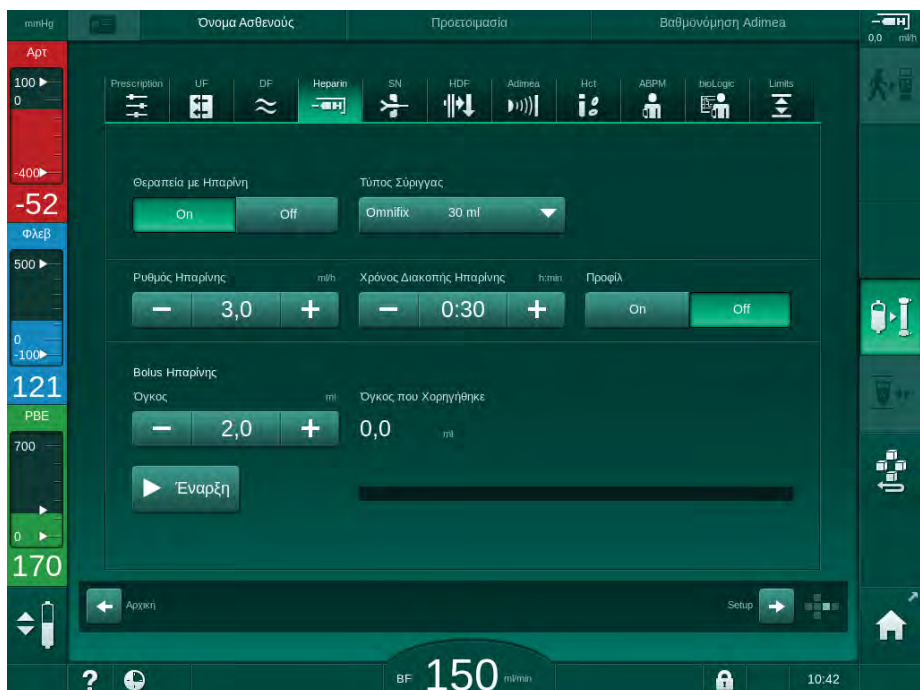 mmHg
Όνομα Ασθενούς
Προετοιμασία
Βαθμονόμηση Adimea
0,0 ml/h
Αρτ
100
0
-400
-52
Φλεβ
500
0
-100
121
PBE
700
0
170
Prescription UF DF Heparin SN HDF Adimea Hct ABPM bioLogic Limits
Θεραπεία με Ηπαρίνη
Τύπος Σύριγγας
On Off
Omnifix 30 ml
Ρυθμός Ηπαρίνης ml/h
Χρόνος Διακοπής Ηπαρίνης h:min
Προφίλ
− 3,0 +
− 0:30 +
On Off
Bolus Ηπαρίνης
Όγκος ml
Όγκος που Χορηγήθηκε
− 2,0 +
0,0 ml
Έναρξη
Αρχική
Setup
? BF 150 ml/min 10:42